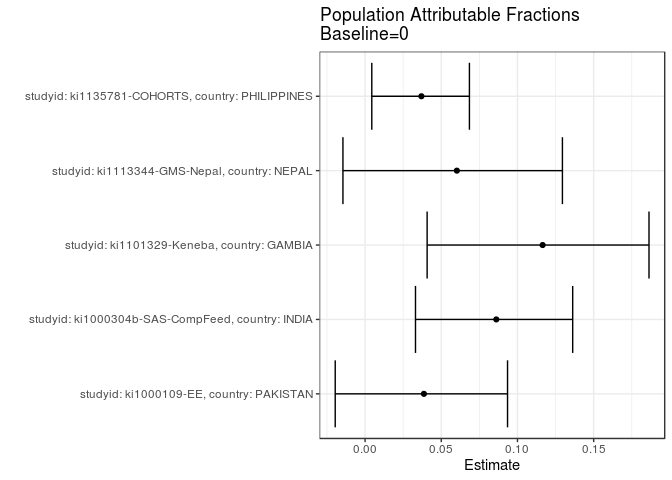 Population Attributable Fractions
Baseline=0
studyid: ki1135781-COHORTS, country: PHILIPPINES
studyid: ki1113344-GMS-Nepal, country: NEPAL
studyid: ki1101329-Keneba, country: GAMBIA
studyid: ki1000304b-SAS-CompFeed, country: INDIA
studyid: ki1000109-EE, country: PAKISTAN
0.00 0.05 0.10 0.15
Estimate